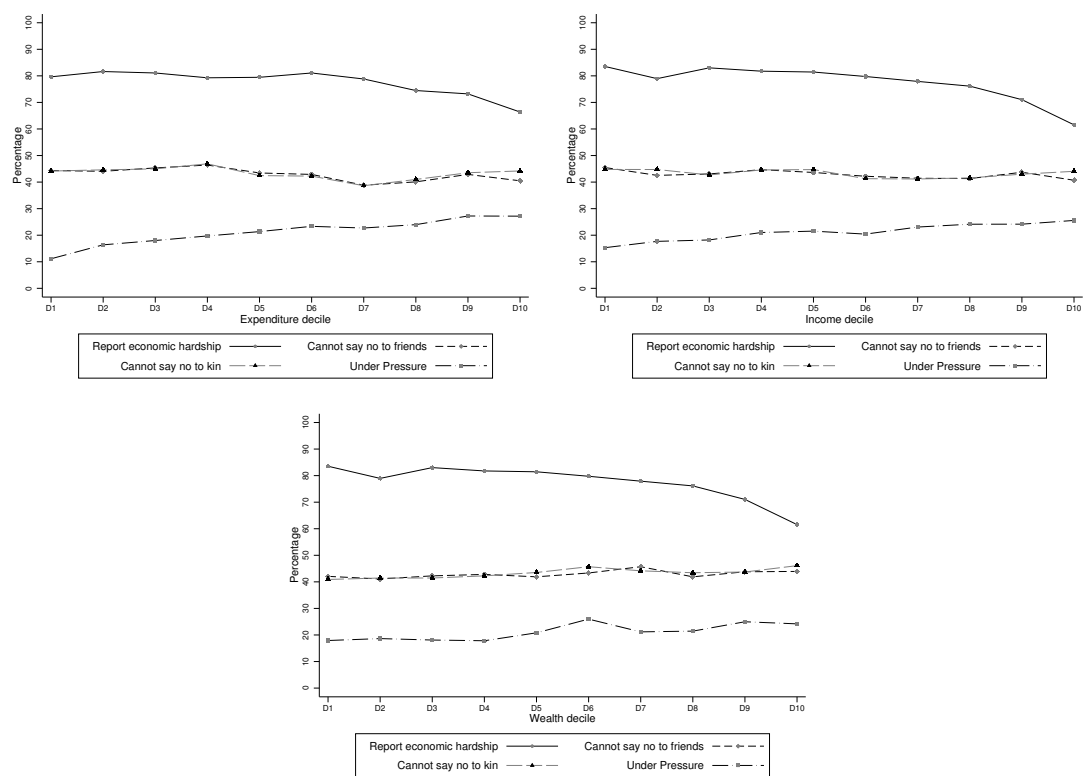 100
90
80
70
60
50
40
30
20
10
0
Percentage
D1 D2 D3 D4 D5 D6 D7 D8 D9 D10
Expenditure decile
Report economic hardship Cannot say no to friends
Cannot say no to kin Under Pressure
100
90
80
70
60
50
40
30
20
10
0
Percentage
D1 D2 D3 D4 D5 D6 D7 D8 D9 D10
Income decile
Report economic hardship Cannot say no to friends
Cannot say no to kin Under Pressure
100
90
80
70
60
50
40
30
20
10
0
Percentage
D1 D2 D3 D4 D5 D6 D7 D8 D9 D10
Wealth decile
Report economic hardship Cannot say no to friends
Cannot say no to kin Under Pressure